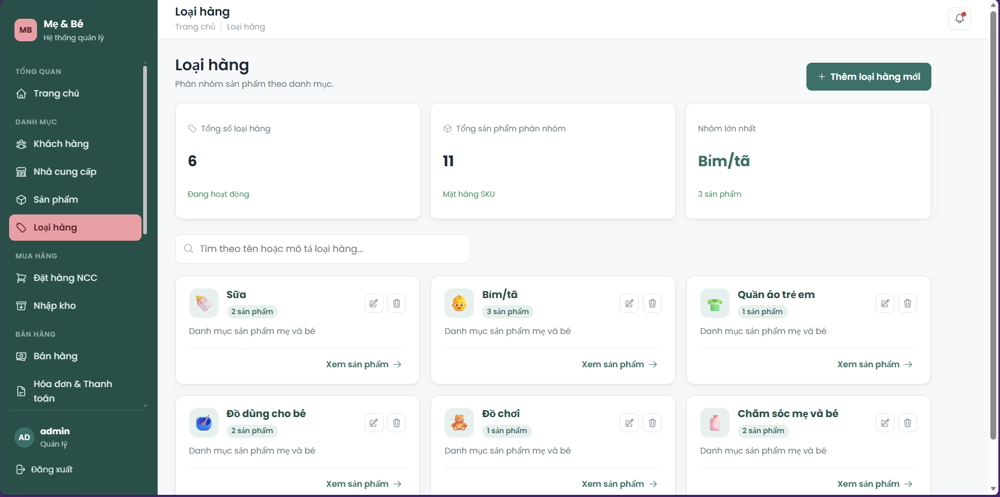 MB
Mẹ & Bé
Hệ thống quản lý
TỔNG QUAN
Trang chủ
DANH MỤC
Khách hàng
Nhà cung cấp
Sản phẩm
Loại hàng
MUA HÀNG
Đặt hàng NCC
Nhập kho
BÁN HÀNG
Bán hàng
Hóa đơn & Thanh
toán
AD
admin
Quản lý
Đăng xuất
Loại hàng
Trang chủ / Loại hàng
Loại hàng
Phân nhóm sản phẩm theo danh mục.
+ Thêm loại hàng mới
Tổng số loại hàng
6
Đang hoạt động
Tổng sản phẩm phân nhóm
11
Mặt hàng SKU
Nhóm lớn nhất
Bỉm/tã
3 sản phẩm
Tìm theo tên hoặc mô tả loại hàng...
Sữa
2 sản phẩm
Danh mục sản phẩm mẹ và bé
Xem sản phẩm →
Bỉm/tã
3 sản phẩm
Danh mục sản phẩm mẹ và bé
Xem sản phẩm →
Quần áo trẻ em
1 sản phẩm
Danh mục sản phẩm mẹ và bé
Xem sản phẩm →
Đồ dùng cho bé
2 sản phẩm
Danh mục sản phẩm mẹ và bé
Xem sản phẩm →
Đồ chơi
1 sản phẩm
Danh mục sản phẩm mẹ và bé
Xem sản phẩm →
Chăm sóc mẹ và bé
2 sản phẩm
Danh mục sản phẩm mẹ và bé
Xem sản phẩm →